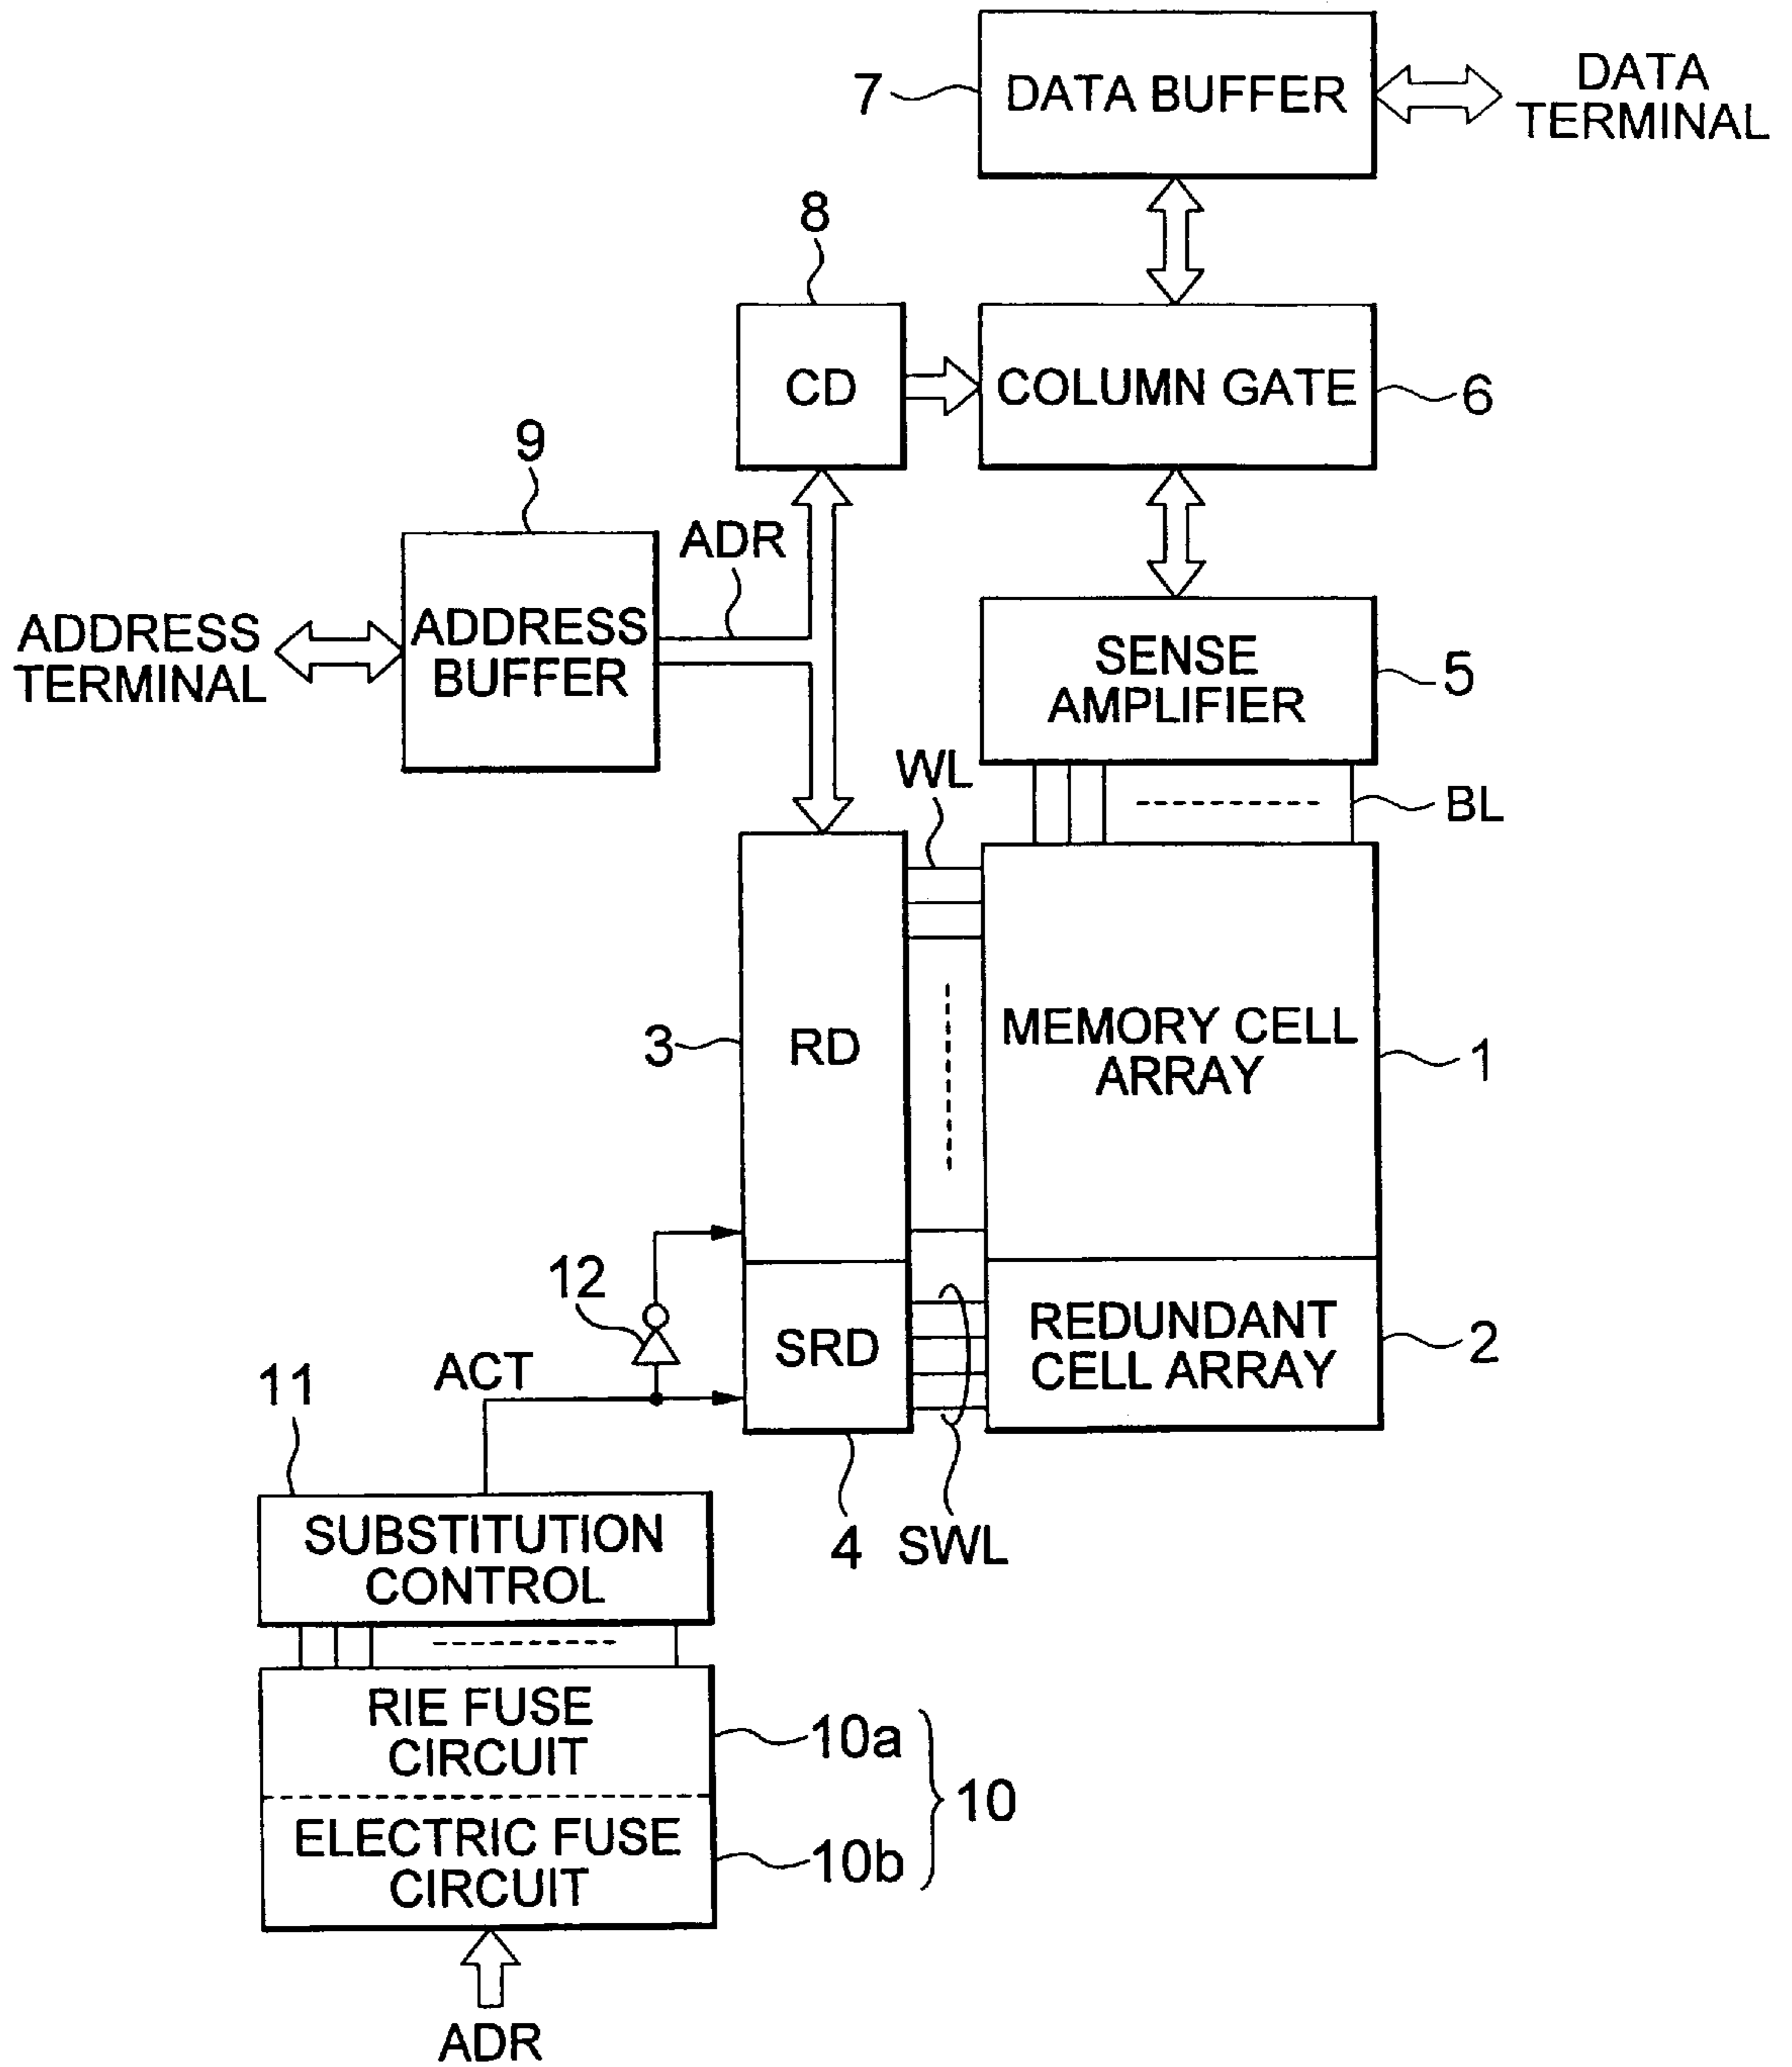 7
DATA BUFFER
DATA
TERMINAL
8
CD
COLUMN GATE
6
9
ADR
ADDRESS
TERMINAL
ADDRESS
BUFFER
SENSE
AMPLIFIER
5
WL
BL
3
RD
MEMORY CELL
ARRAY
1
12
SRD
REDUNDANT
CELL ARRAY
2
ACT
11
4
SWL
SUBSTITUTION
CONTROL
RIE FUSE
CIRCUIT
10a
10
ELECTRIC FUSE
CIRCUIT
10b
ADR